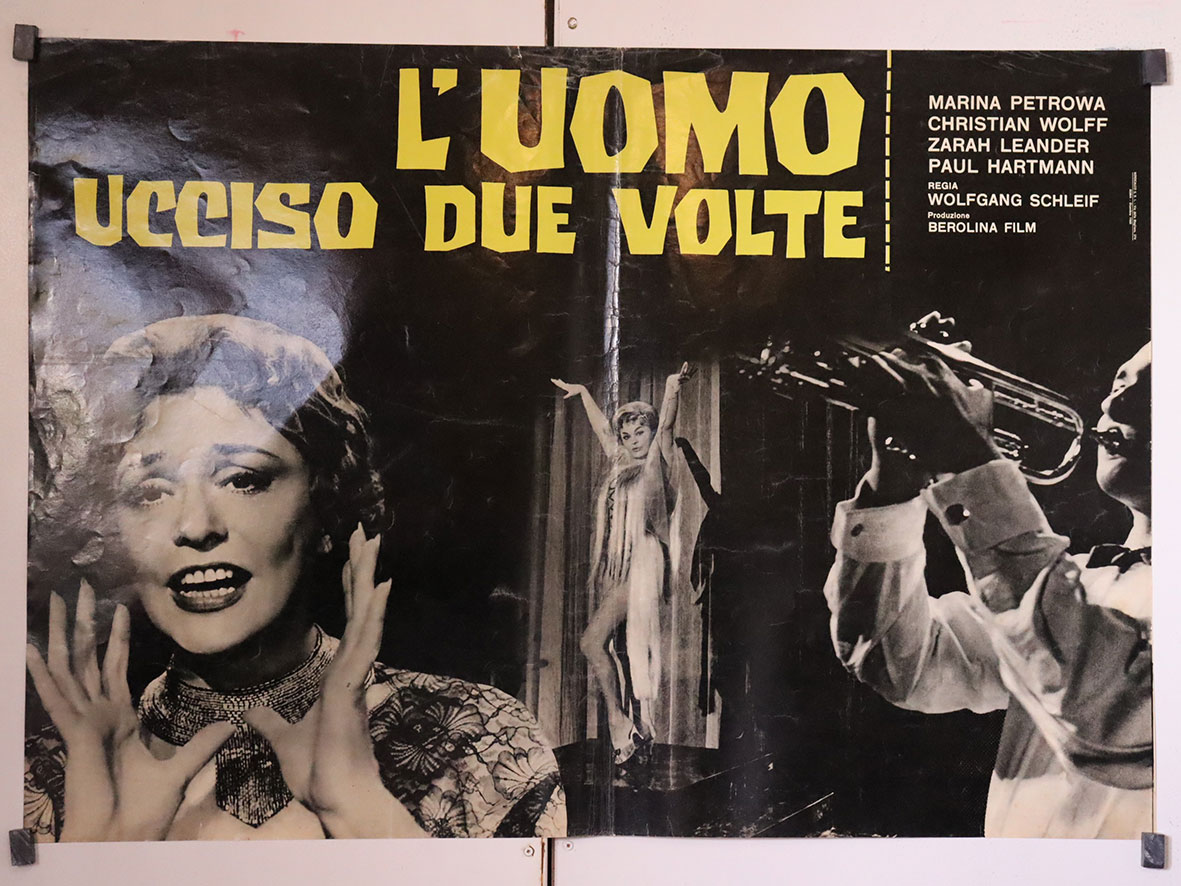 L'UOMO
UCCISO DUE VOLTE
MARINA PETROWA
CHRISTIAN WOLFF
ZARAH LEANDER
PAUL HARTMANN
REGIA
WOLFGANG SCHLEIF
Produzione
BEROLINA FILM